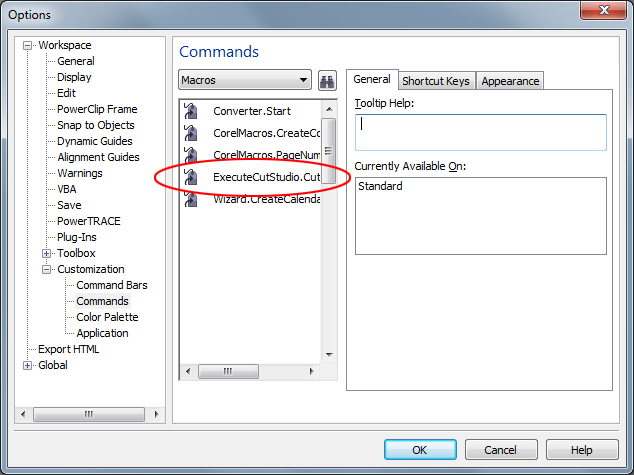 Options
Workspace
General
Display
Edit
PowerClip Frame
Snap to Objects
Dynamic Guides
Alignment Guides
Warnings
VBA
Save
PowerTRACE
Plug-Ins
Toolbox
Customization
Command Bars
Commands
Color Palette
Application
Export HTML
Global
Commands
Macros
Converter.Start
CorelMacros.CreateCo
CorelMacros.PageNum
ExecuteCutStudio.Cut
Wizard.CreateCalenda
General Shortcut Keys Appearance
Tooltip Help:
Currently Available On:
Standard
OK Cancel Help